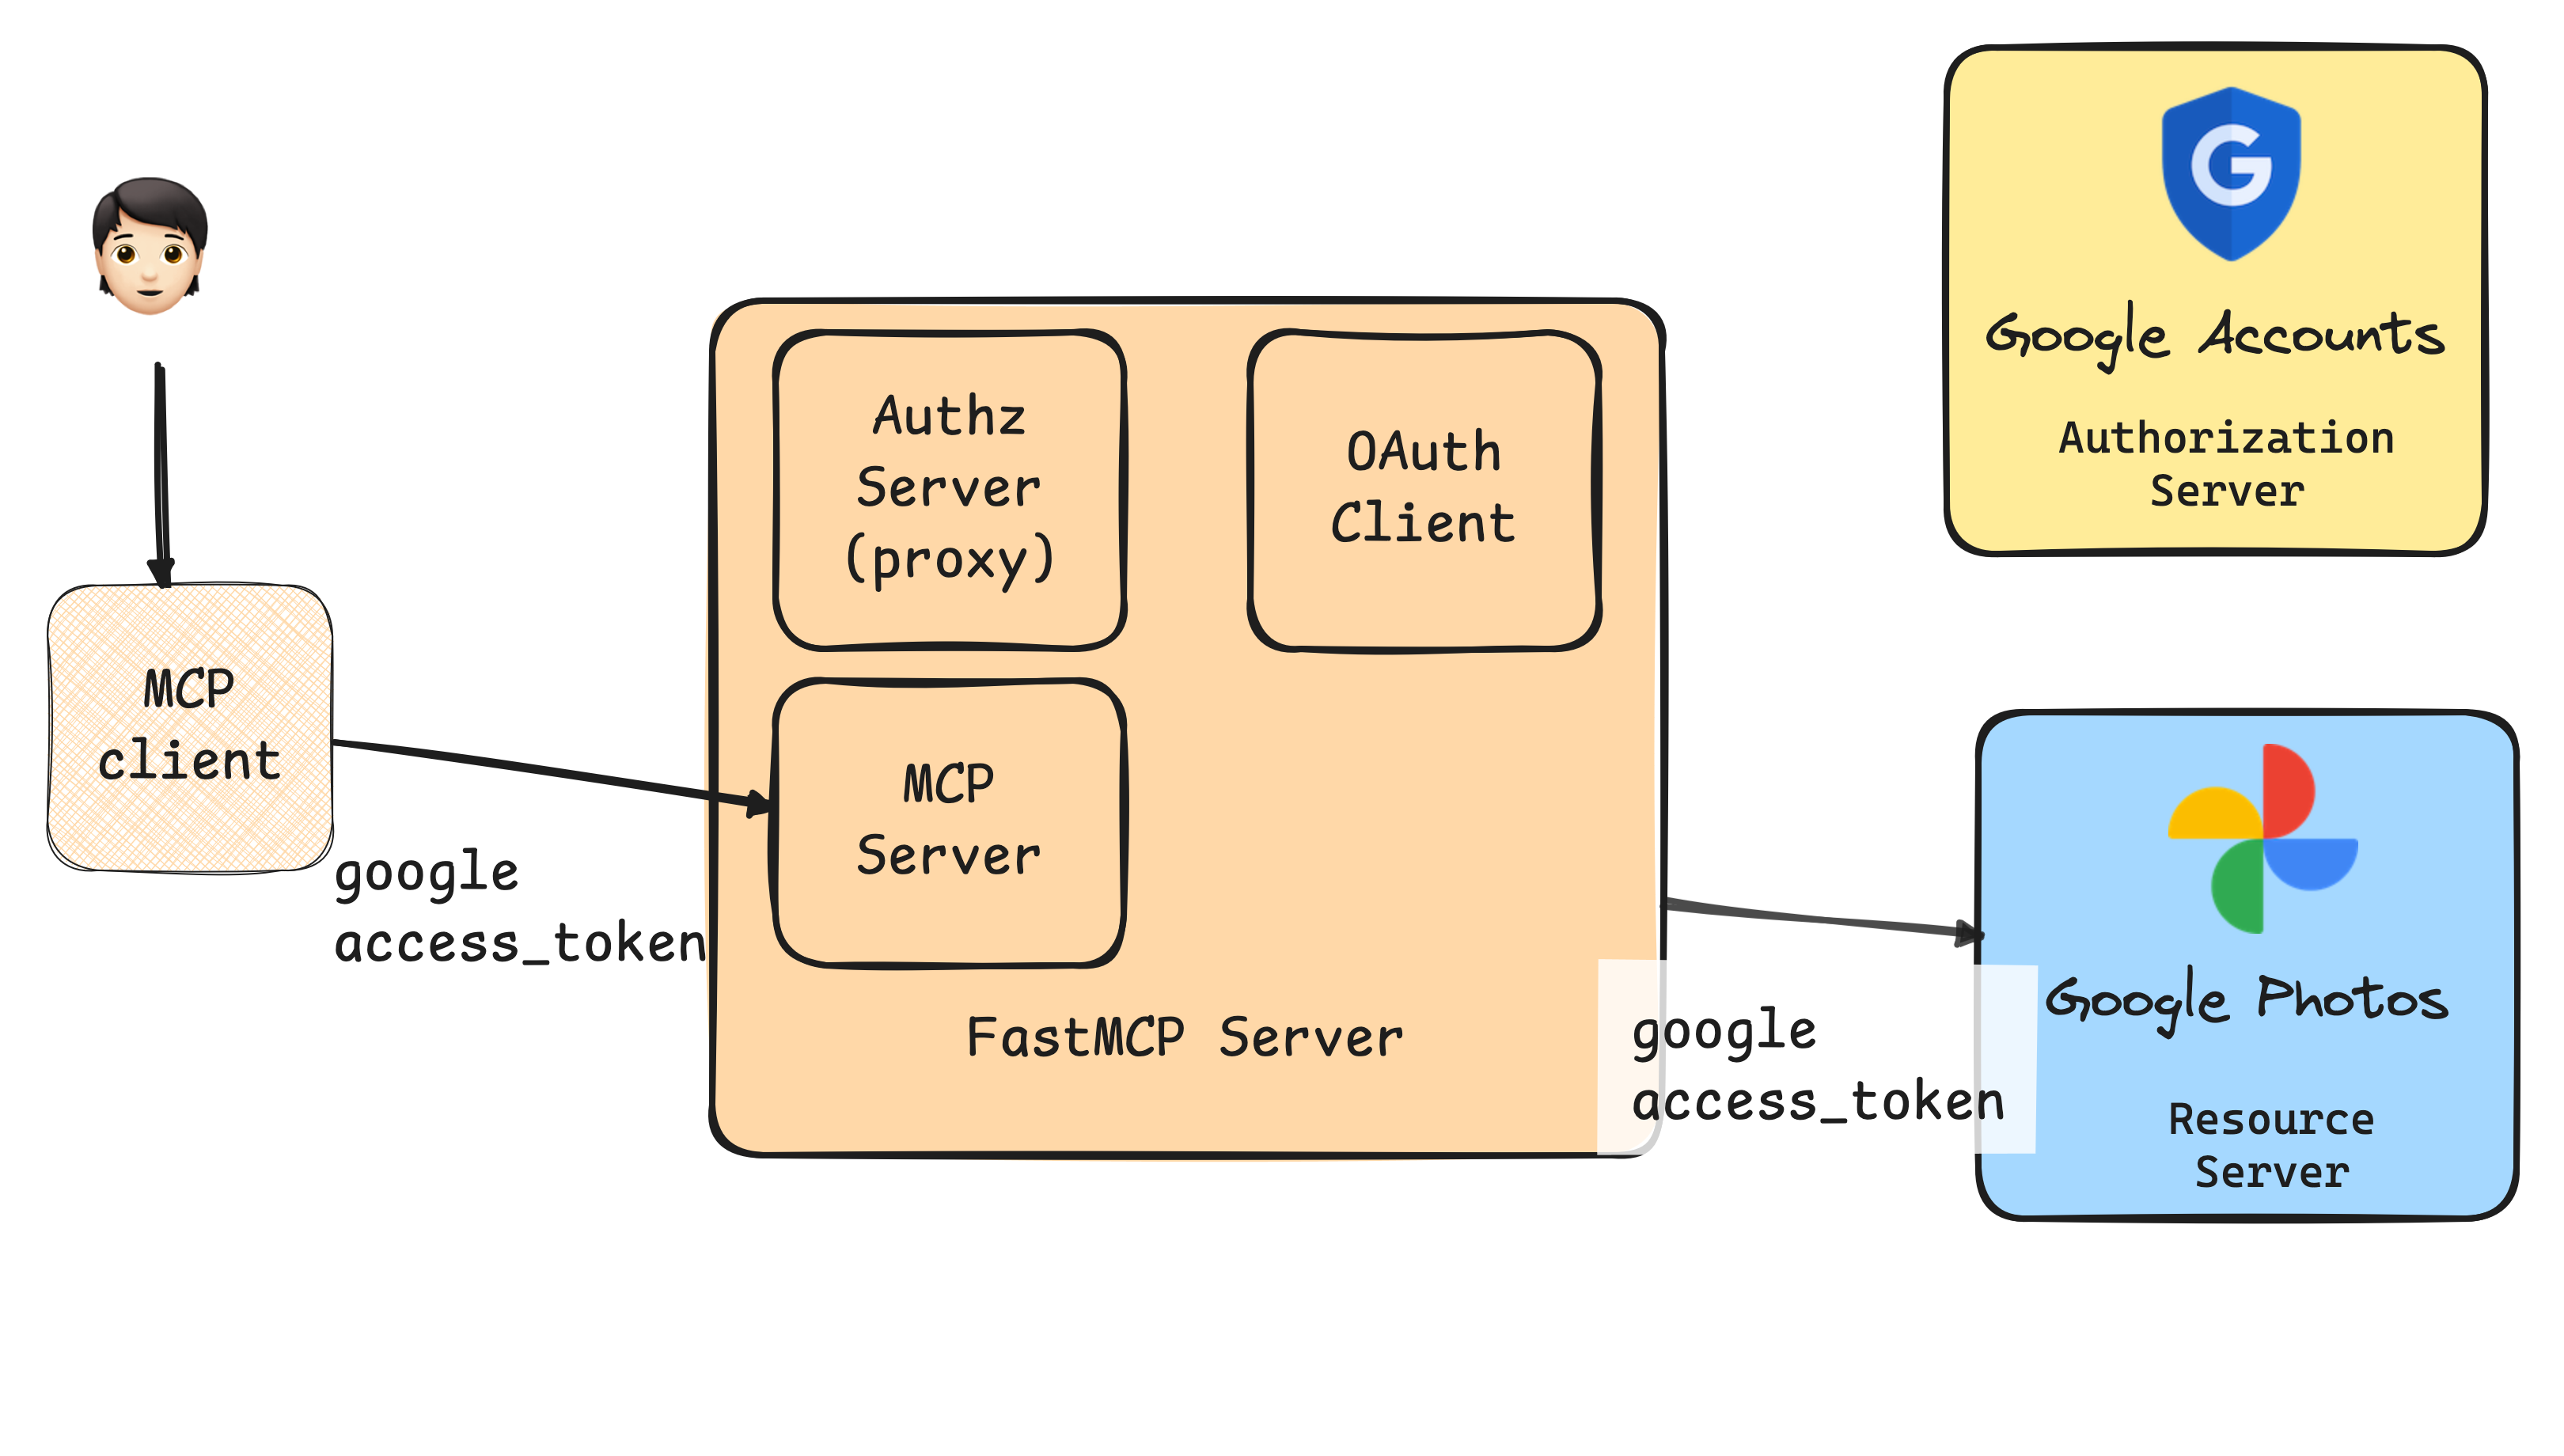 Google Accounts
Authorization
Server
Authz
Server
(proxy)
OAuth
Client
MCP
client
MCP
Server
google
access_token
FastMCP Server
google
access_token
Google Photos
Resource
Server